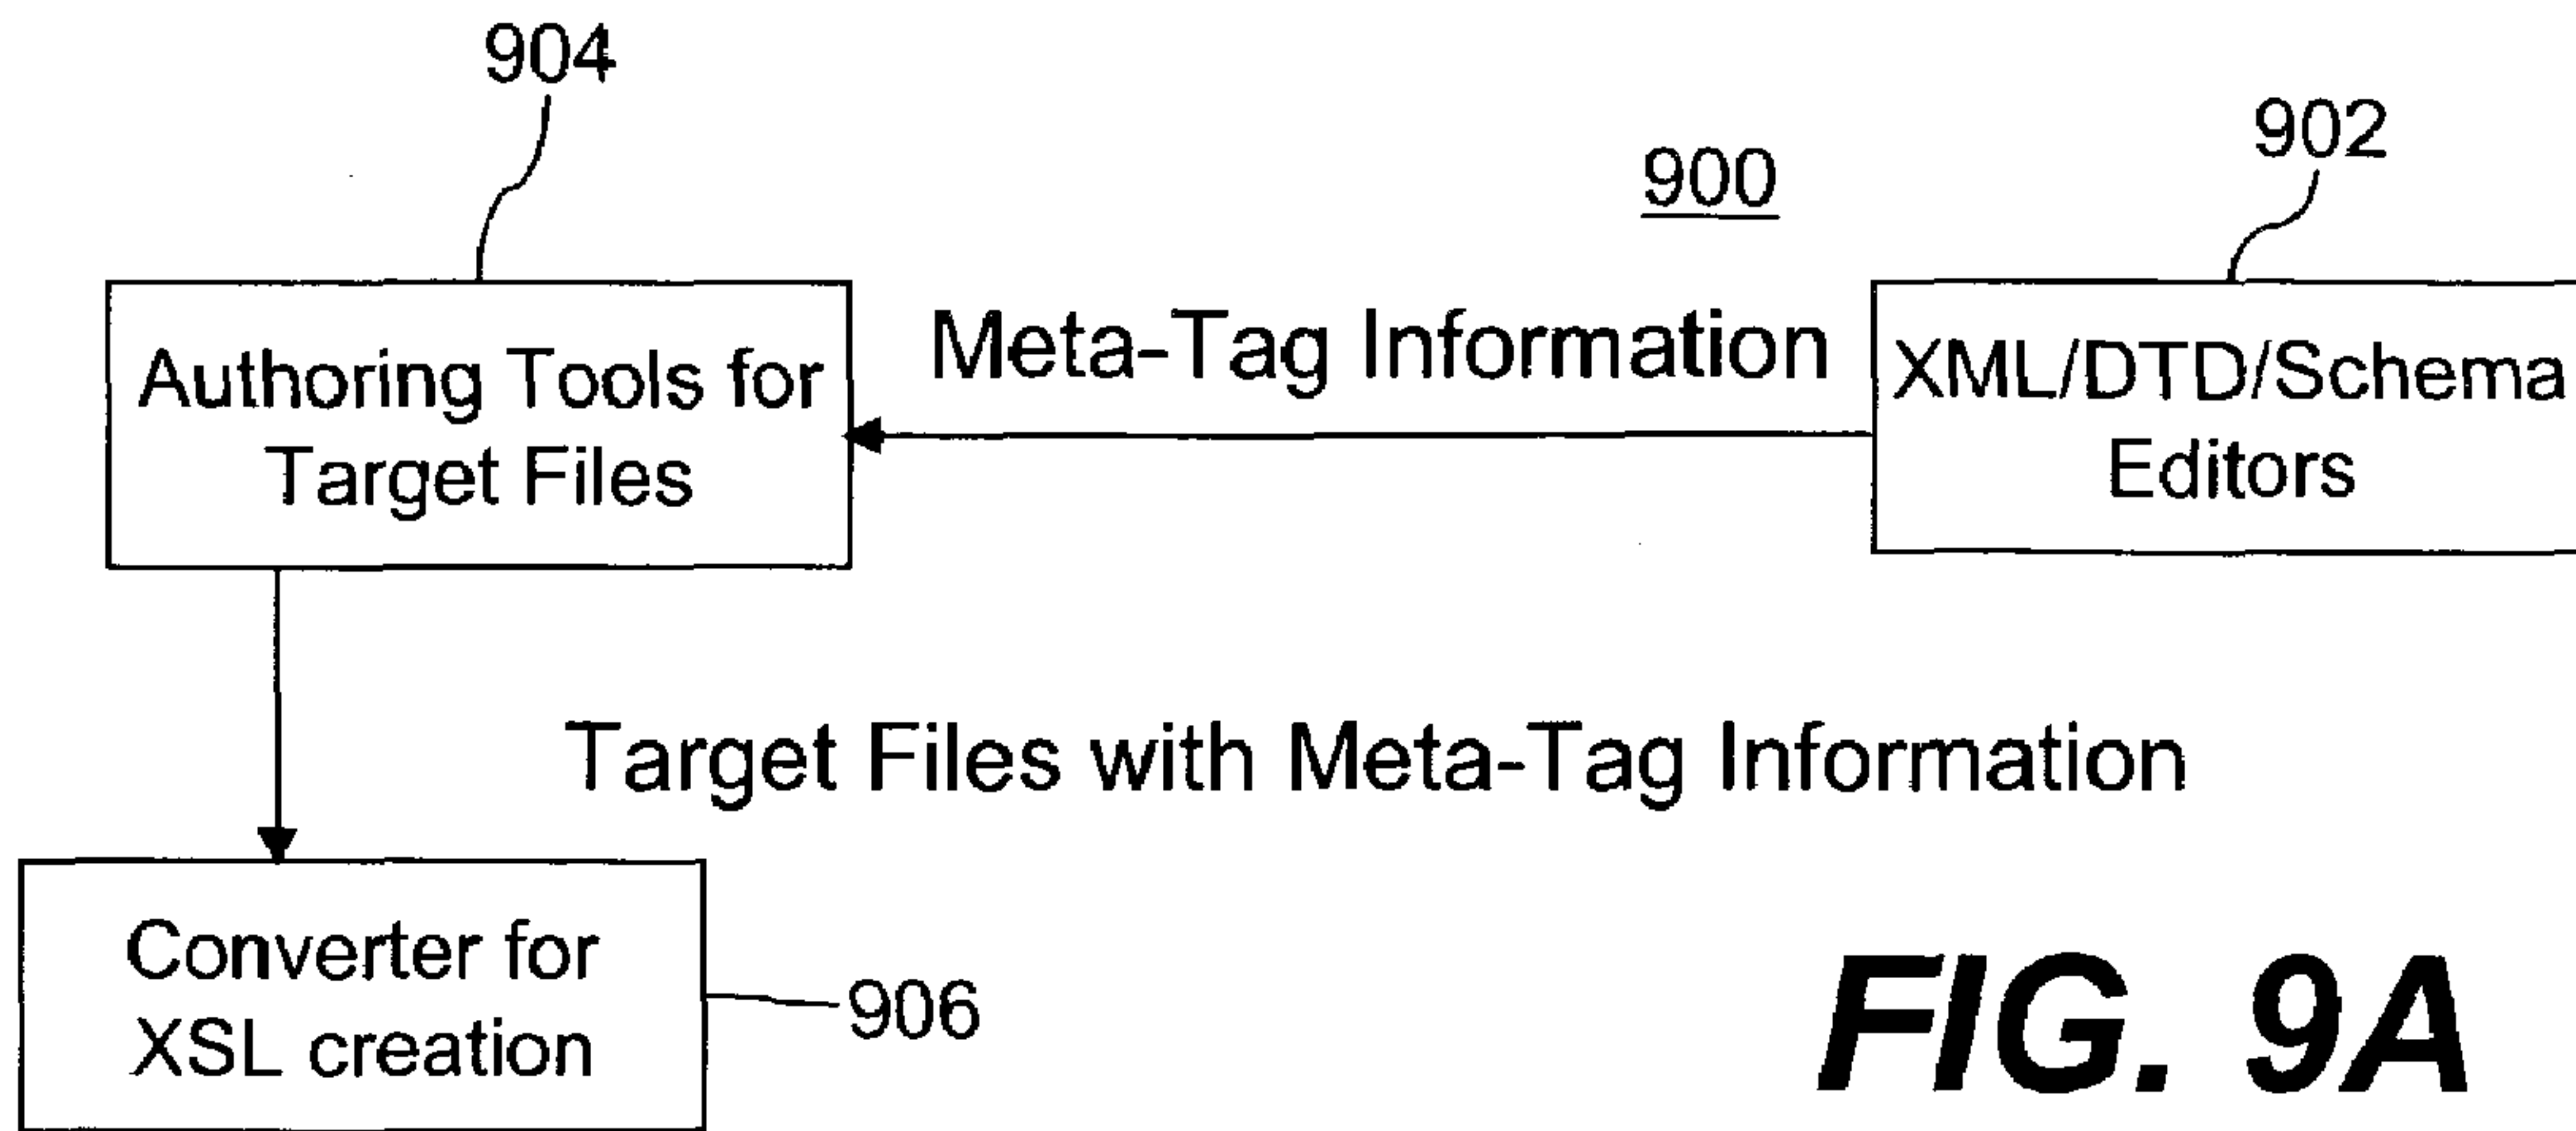 904
902
900
Authoring Tools for
Target Files
Meta-Tag Information
XML/DTD/Schema
Editors
Target Files with Meta-Tag Information
Converter for
XSL creation
906
FIG. 9A